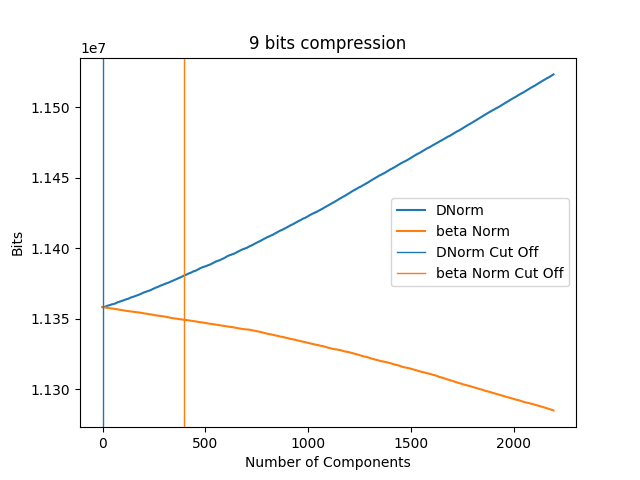 9 bits compression
1e7
1.150
1.145
1.140
1.135
1.130
Bits
DNorm
beta Norm
DNorm Cut Off
beta Norm Cut Off
0 500 1000 1500 2000
Number of Components